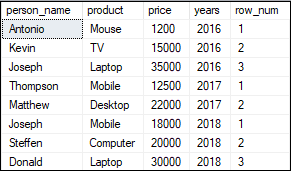 person_name product price years row_num
Antonio Mouse 1200 2016 1
Kevin TV 15000 2016 2
Joseph Laptop 35000 2016 3
Thompson Mobile 12500 2017 1
Matthew Desktop 22000 2017 2
Joseph Mobile 18000 2018 1
Steffen Computer 20000 2018 2
Donald Laptop 30000 2018 3